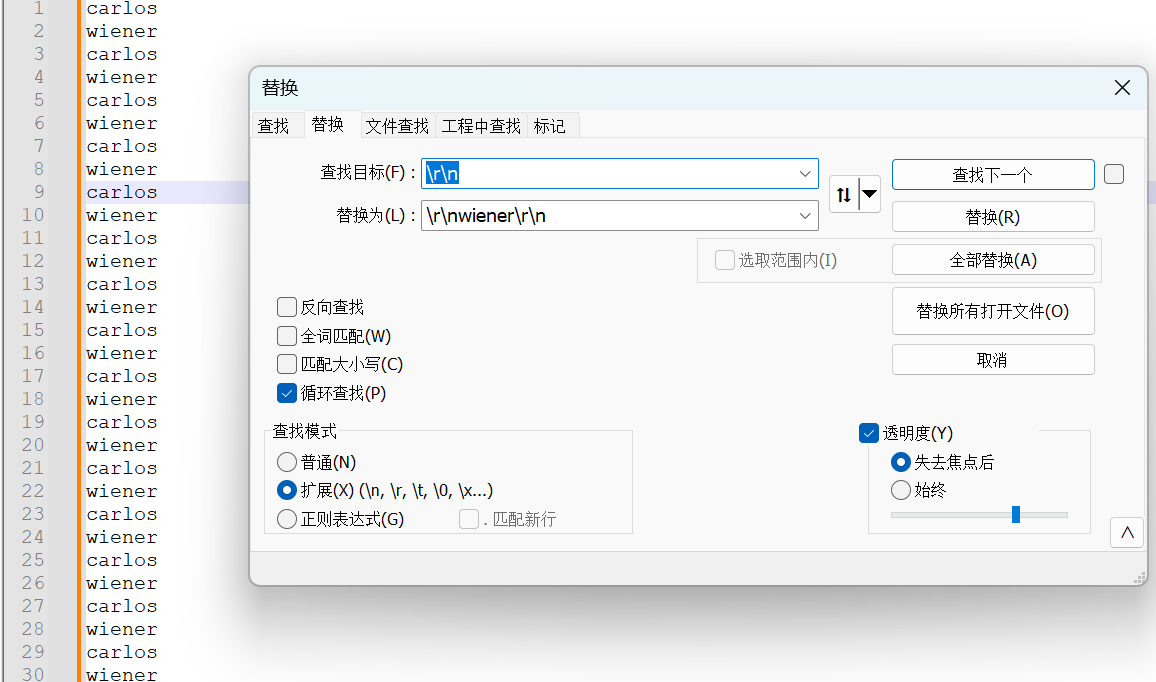 1 carlos
2 wiener
3 carlos
4 wiener
5 carlos
6 wiener
7 carlos
8 wiener
9 carlos
10 wiener
11 carlos
12 wiener
13 carlos
14 wiener
15 carlos
16 wiener
17 carlos
18 wiener
19 carlos
20 wiener
21 carlos
22 wiener
23 carlos
24 wiener
25 carlos
26 wiener
27 carlos
28 wiener
29 carlos
30 wiener
替换
查找 替换 文件查找 工程中查找 标记
查找目标(F)： \r\n 查找下一个
替换为(L)： \r\nwiener\r\n 替换(R)
选取范围内(I) 全部替换(A)
反向查找 替换所有打开文件(O)
全词匹配(W)
匹配大小写(C) 取消
循环查找(P)
查找模式 透明度(Y)
普通(N) 失去焦点后
扩展(X) (\n, \r, \t, \0, \x...) 始终
正则表达式(G) . 匹配新行